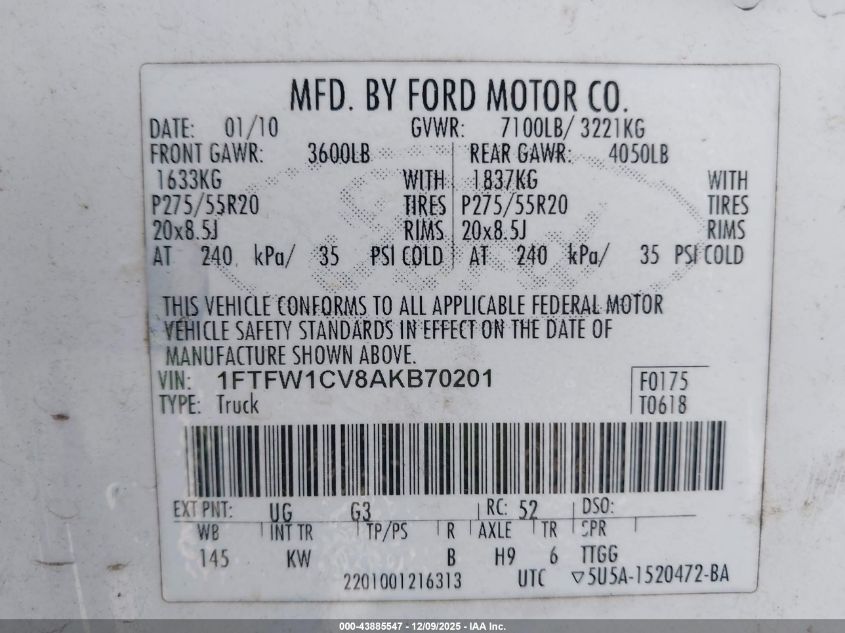 MFD. BY FORD MOTOR CO.
DATE: 01/10 GVWR: 7100LB/ 3221KG
FRONT GAWR: 3600LB REAR GAWR: 4050LB
1633KG WITH 1837KG WITH
P275/55R20 TIRES P275/55R20 TIRES
20x8.5J RIMS 20x8.5J RIMS
AT 240 kPa/ 35 PSI COLD AT 240 kPa/ 35 PSI COLD
THIS VEHICLE CONFORMS TO ALL APPLICABLE FEDERAL MOTOR
VEHICLE SAFETY STANDARDS IN EFFECT ON THE DATE OF
MANUFACTURE SHOWN ABOVE.
VIN: 1FTFW1CV8AKB70201 F0175
TYPE: Truck T0618
EXT PNT: UG G3 RC: 52 DSO:
WB INT TR TP/PS R AXLE TR SPR
145 KW B H9 6 TTGG
2201001216313 UTC ▽5U5A-1520472-BA
000-43885547 / 12/09/2025 - IAA Inc.